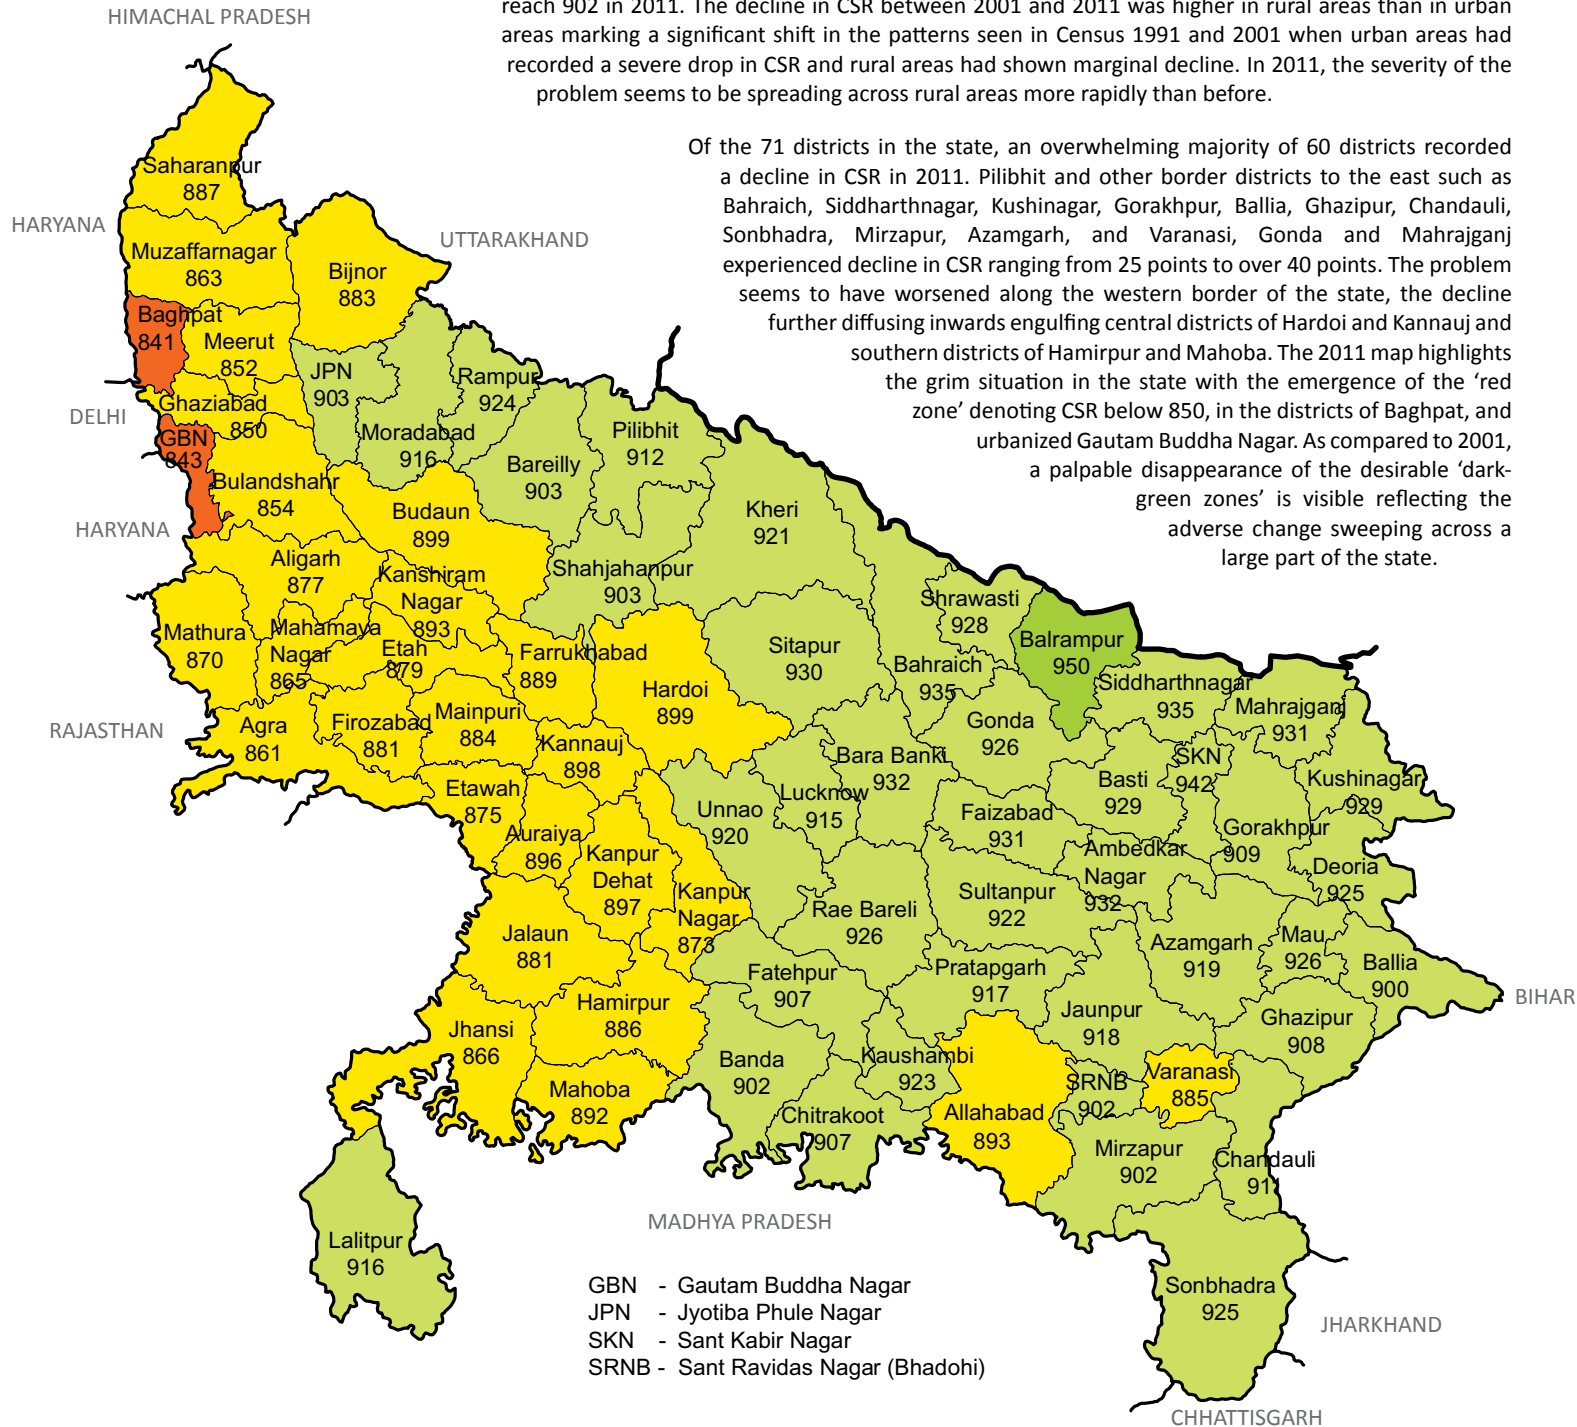 HIMACHAL PRADESH
reach 902 in 2011. The decline in CSR between 2001 and 2011 was higher in rural areas than in urban
areas marking a significant shift in the patterns seen in Census 1991 and 2001 when urban areas had
recorded a severe drop in CSR and rural areas had shown marginal decline. In 2011, the severity of the
problem seems to be spreading across rural areas more rapidly than before.
Of the 71 districts in the state, an overwhelming majority of 60 districts recorded
a decline in CSR in 2011. Pilibhit and other border districts to the east such as
Bahraich, Siddharthnagar, Kushinagar, Gorakhpur, Ballia, Ghazipur, Chandauli,
Sonbhadra, Mirzapur, Azamgarh, and Varanasi, Gonda and Mahrajganj
experienced decline in CSR ranging from 25 points to over 40 points. The problem
seems to have worsened along the western border of the state, the decline
further diffusing inwards engulfing central districts of Hardoi and Kannauj and
southern districts of Hamirpur and Mahoba. The 2011 map highlights
the grim situation in the state with the emergence of the ‘red
zone’ denoting CSR below 850, in the districts of Baghpat, and
urbanized Gautam Buddha Nagar. As compared to 2001,
a palpable disappearance of the desirable ‘dark-
green zones’ is visible reflecting the
adverse change sweeping across a
large part of the state.
Saharanpur
887
HARYANA
UTTARAKHAND
Muzaffarnagar
863
Bijnor
883
Baghpat
841
Meerut
852
JPN
903
Rampur
924
DELHI
Ghaziabad
850
GBN
843
Moradabad
916
Pilibhit
912
Bareilly
903
Bulandshahr
854
HARYANA
Budaun
899
Kheri
921
Aligarh
877
Kanshiram
Nagar
893
Shahjahanpur
903
Shrawasti
928
Mathura
870
Mahamaya
Nagar
865
Etah
879
Farrukhabad
889
Sitapur
930
Balrampur
950
Bahraich
935
Hardoi
899
Siddharthnagar
935
Mahrajganj
931
RAJASTHAN
Agra
861
Firozabad
881
Mainpuri
884
Gonda
926
Kannauj
898
Bara Banki
932
SKN
942
Basti
929
Kushinagar
929
Etawah
875
Lucknow
915
Unnao
920
Faizabad
931
Gorakhpur
909
Auraiya
896
Kanpur
Dehat
897
Ambedkar
Nagar
932
Deoria
925
Kanpur
Nagar
873
Sultanpur
922
Rae Bareli
926
Jalaun
881
Azamgarh
919
Mau
926
Ballia
900
Fatehpur
907
Pratapgarh
917
BIHAR
Hamirpur
886
Jaunpur
918
Ghazipur
908
Jhansi
866
Banda
902
Kaushambi
923
Mahoba
892
SRNB
902
Varanasi
885
Chitrakoot
907
Allahabad
893
Mirzapur
902
Chandauli
911
MADHYA PRADESH
Lalitpur
916
Sonbhadra
925
GBN - Gautam Buddha Nagar
JPN - Jyotiba Phule Nagar
SKN - Sant Kabir Nagar
SRNB - Sant Ravidas Nagar (Bhadohi)
JHARKHAND
CHHATTISGARH